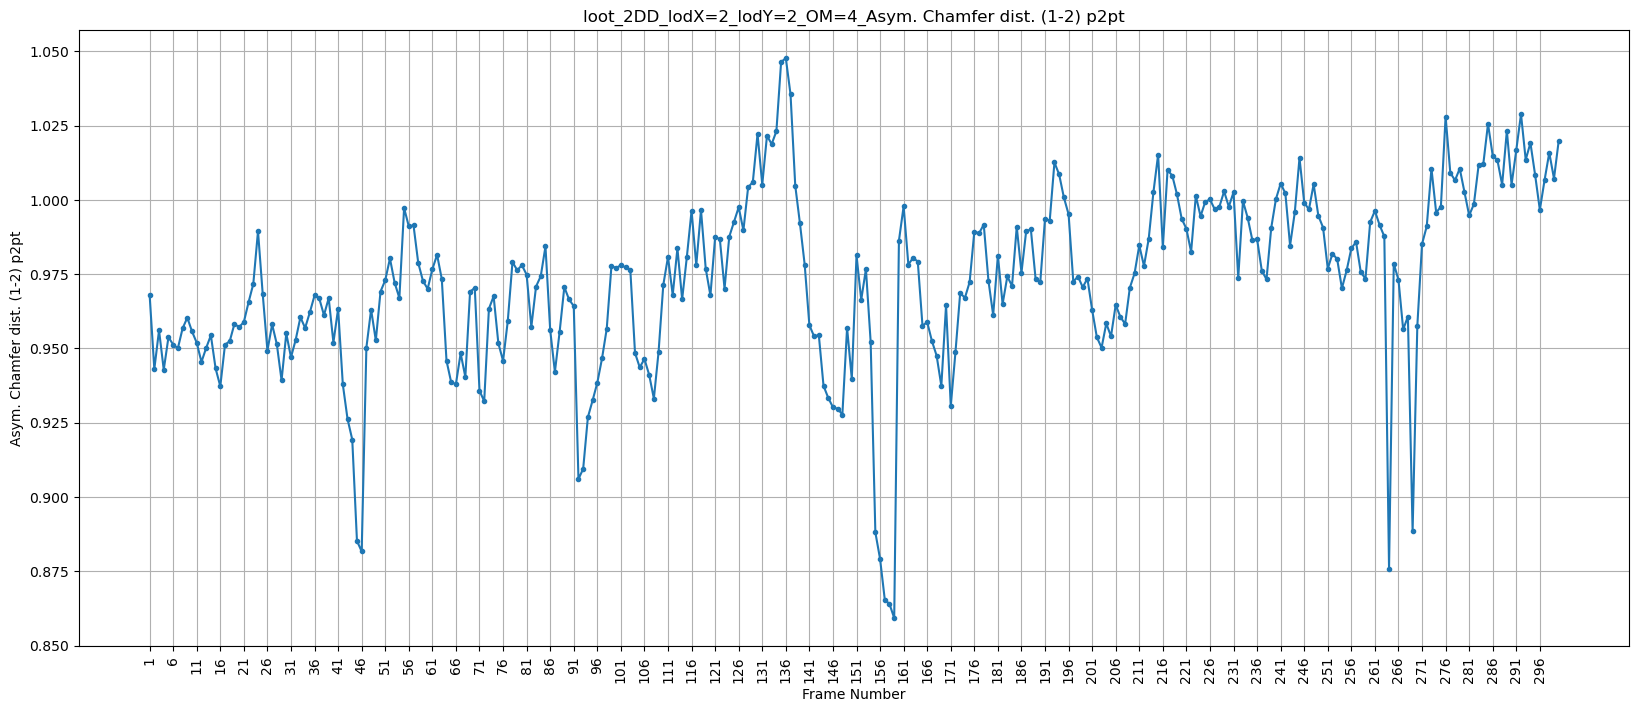 loot_2DD_lodX=2_lodY=2_OM=4_Asym. Chamfer dist. (1-2) p2pt
Asym. Chamfer dist. (1-2) p2pt
1.050
1.025
1.000
0.975
0.950
0.925
0.900
0.875
0.850
1 6 11 16 21 26 31 36 41 46 51 56 61 66 71 76 81 86 91 96 101 106 111 116 121 126 131 136 141 146 151 156 161 166 171 176 181 186 191 196 201 206 211 216 221 226 231 236 241 246 251 256 261 266 271 276 281 286 291 296
Frame Number